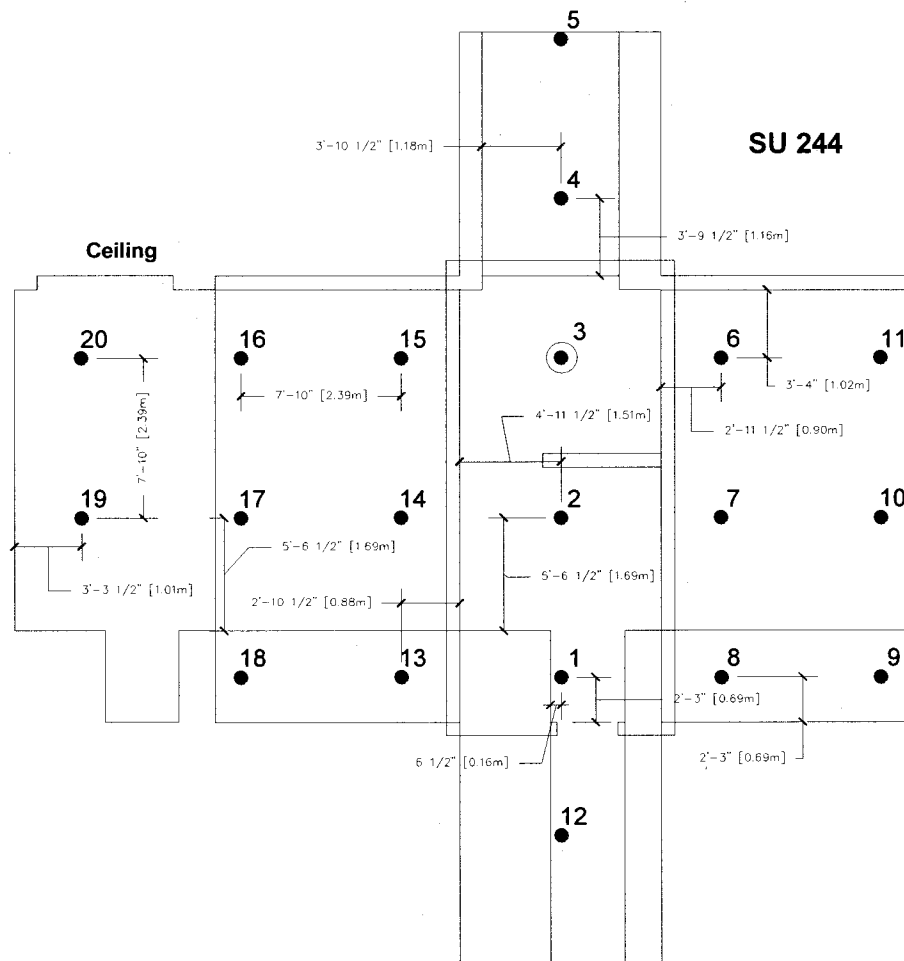 5
3'-10 1/2" [1.18m]
SU 244
4
3'-9 1/2" [1.16m]
Ceiling
20
16
15
3
6
11
7'-10" [2.39m]
7'-10" [2.39m]
3'-4" [1.02m]
4'-11 1/2" [1.51m]
2'-11 1/2" [0.90m]
19
17
14
2
7
10
5'-6 1/2" [1.69m]
5'-6 1/2" [1.69m]
3'-3 1/2" [1.01m]
2'-10 1/2" [0.88m]
18
13
1
8
9
2'-3" [0.69m]
6 1/2" [0.16m]
2'-3" [0.69m]
12